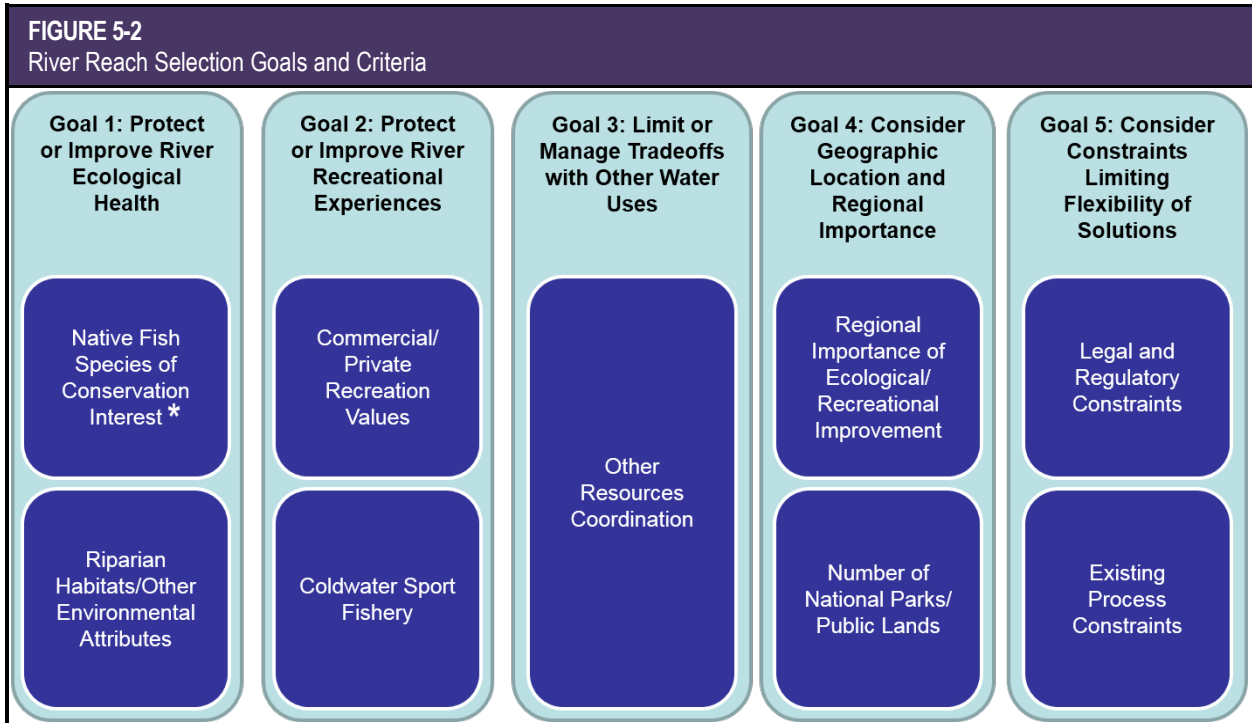 FIGURE 5-2
River Reach Selection Goals and Criteria
Goal 1: Protect
or Improve River
Ecological
Health
Native Fish
Species of
Conservation
Interest *
Riparian
Habitats/Other
Environmental
Attributes
Goal 2: Protect
or Improve River
Recreational
Experiences
Commercial/
Private
Recreation
Values
Coldwater Sport
Fishery
Goal 3: Limit or
Manage Tradeoffs
with Other Water
Uses
Other
Resources
Coordination
Goal 4: Consider
Geographic
Location and
Regional
Importance
Regional
Importance of
Ecological/
Recreational
Improvement
Number of
National Parks/
Public Lands
Goal 5: Consider
Constraints
Limiting
Flexibility of
Solutions
Legal and
Regulatory
Constraints
Existing
Process
Constraints